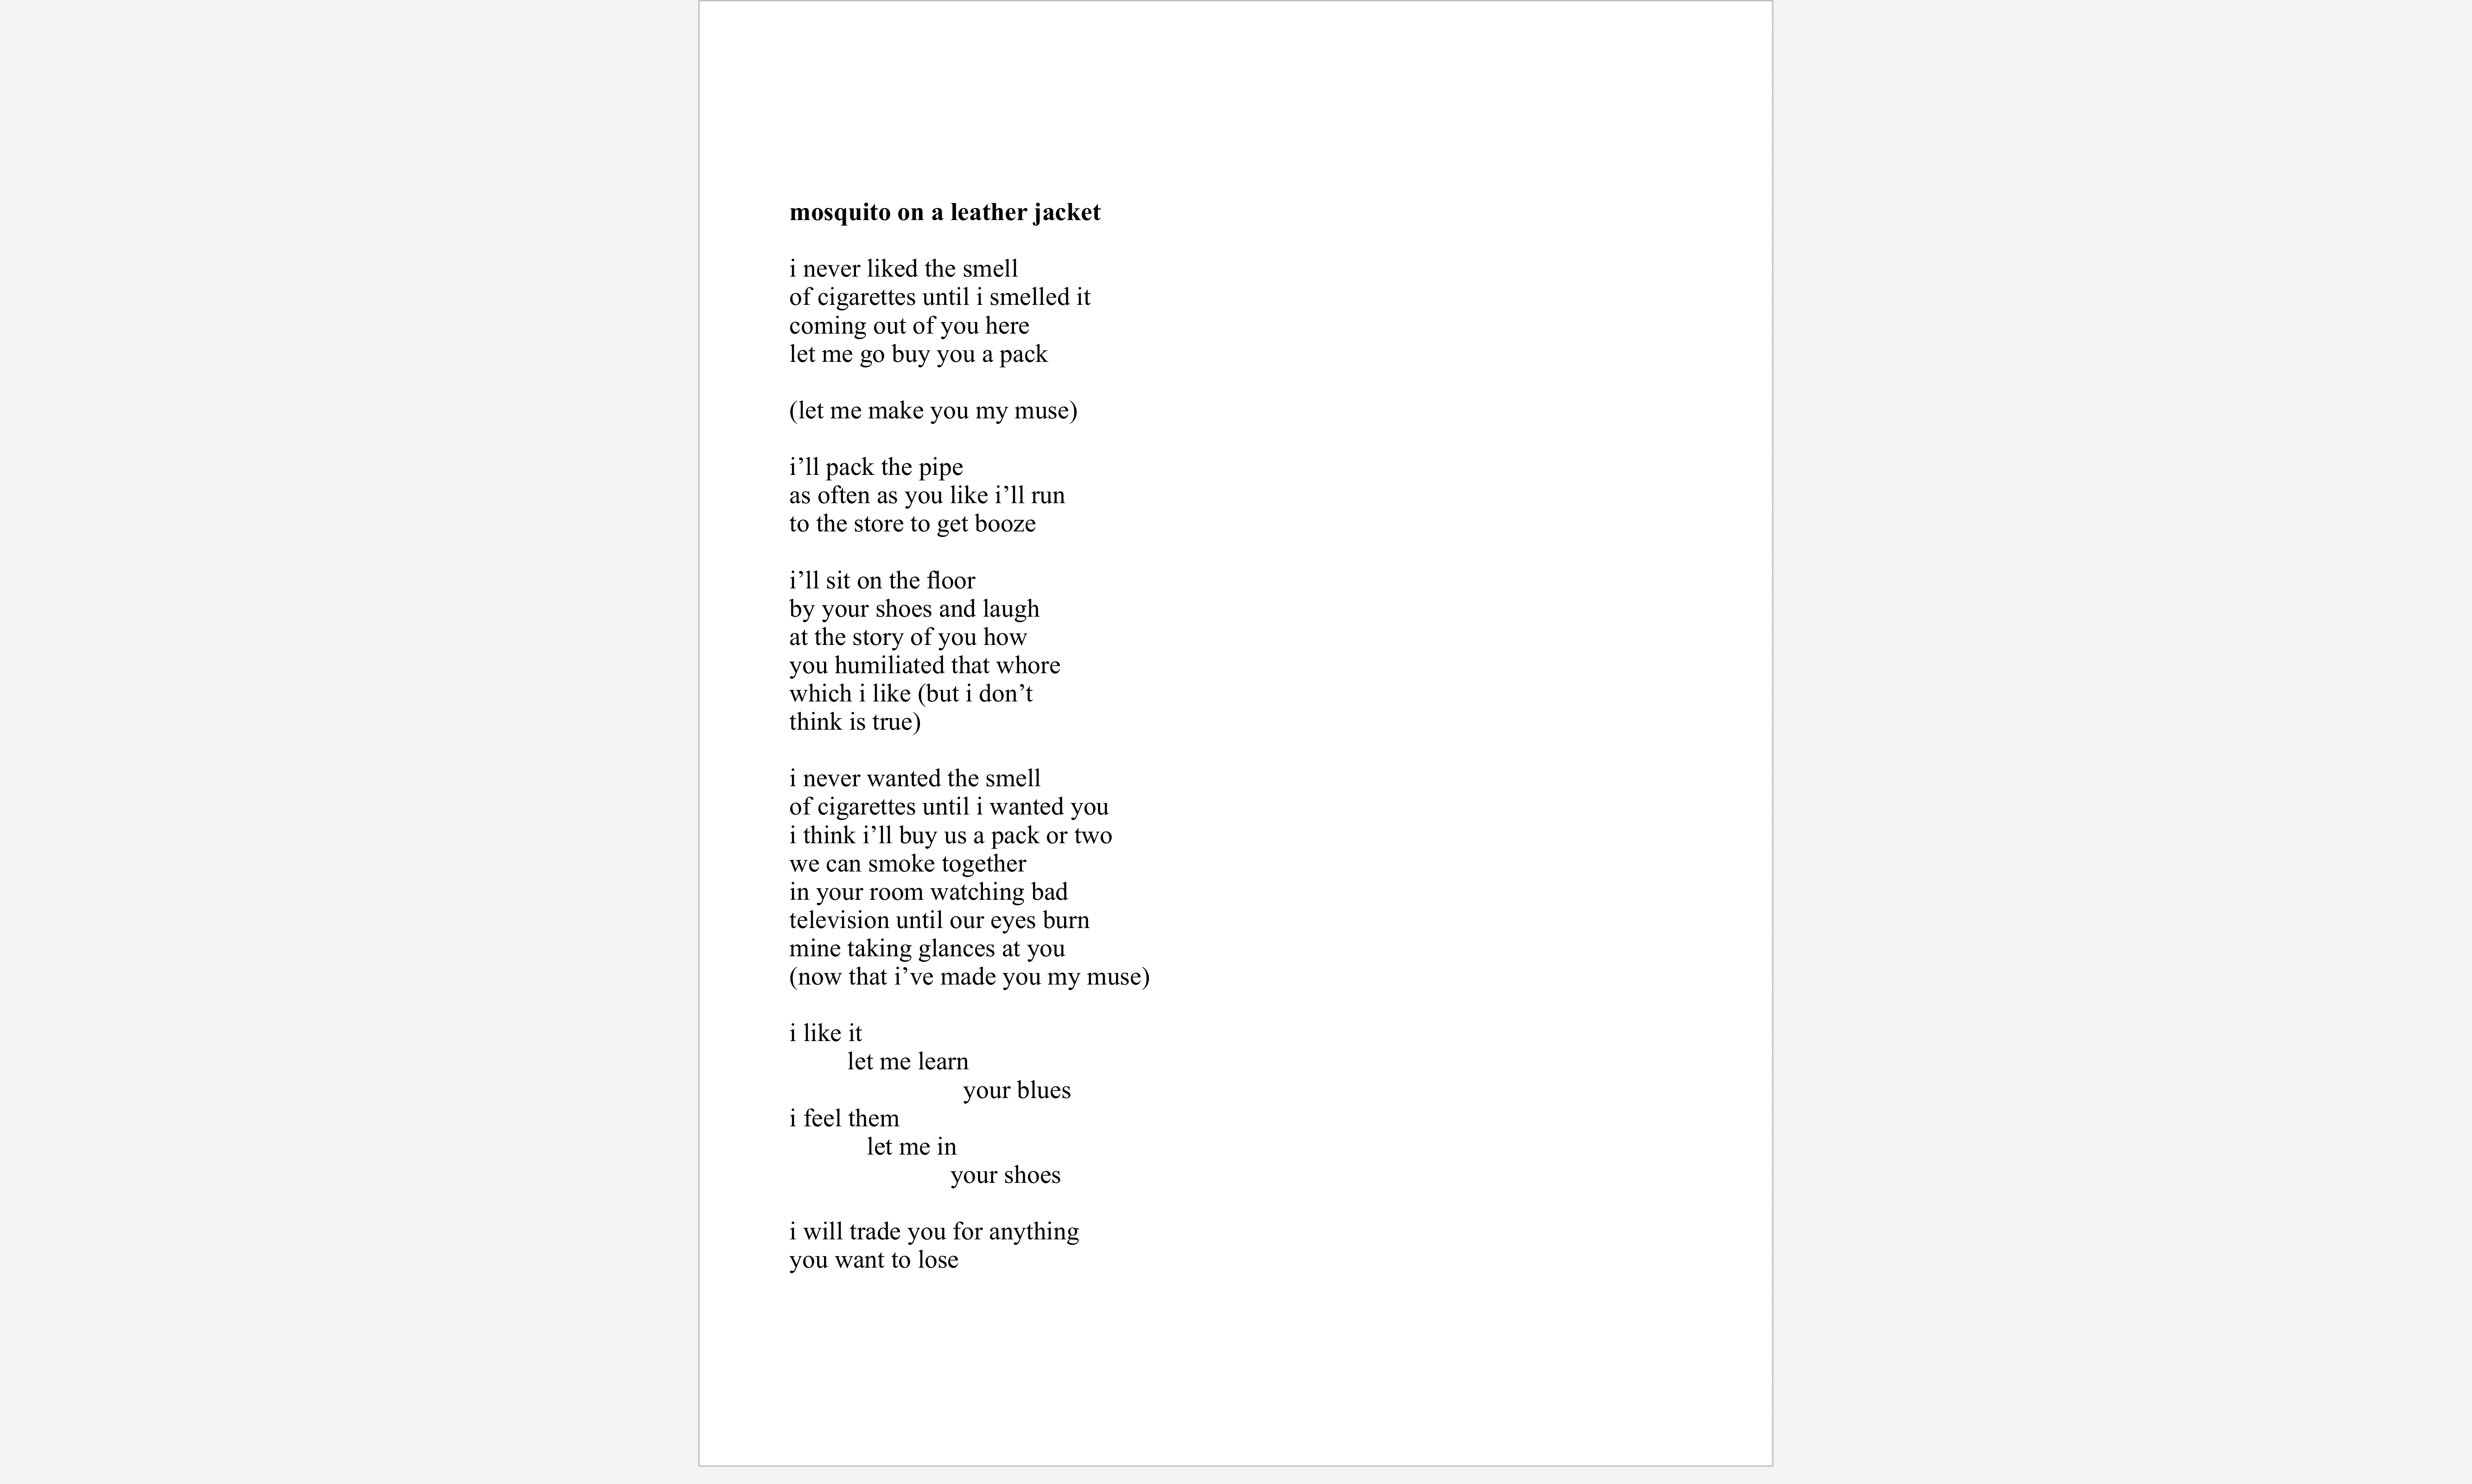 mosquito on a leather jacket
i never liked the smell
of cigarettes until i smelled it
coming out of you here
let me go buy you a pack
(let me make you my muse)
i’ll pack the pipe
as often as you like i’ll run
to the store to get booze
i’ll sit on the floor
by your shoes and laugh
at the story of you how
you humiliated that whore
which i like (but i don’t
think is true)
i never wanted the smell
of cigarettes until i wanted you
i think i’ll buy us a pack or two
we can smoke together
in your room watching bad
television until our eyes burn
mine taking glances at you
(now that i’ve made you my muse)
i like it
let me learn
your blues
i feel them
let me in
your shoes
i will trade you for anything
you want to lose